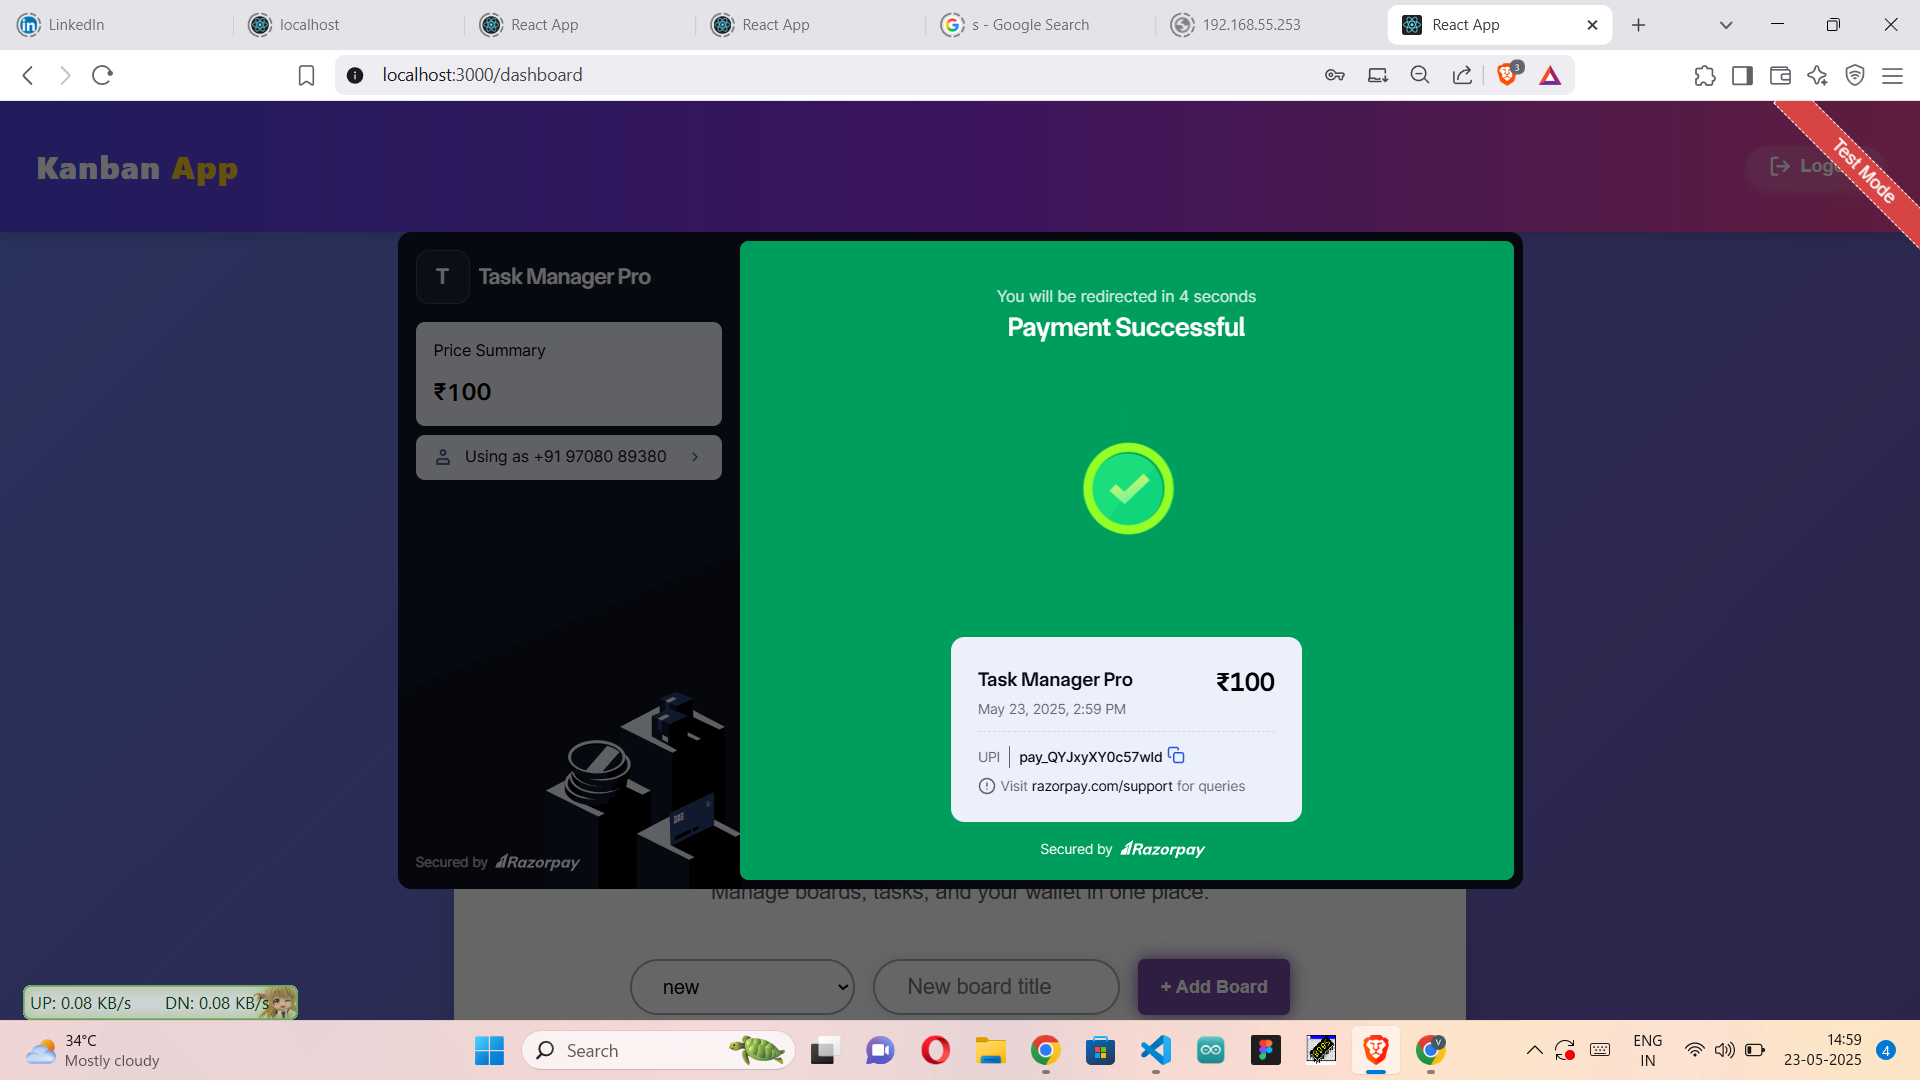 LinkedIn
localhost
React App
React App
s - Google Search
192.168.55.253
React App
localhost:3000/dashboard
3
Kanban App
Test Mode
T
Task Manager Pro
Price Summary
₹100
Using as +91 97080 89380
Secured by Razorpay
You will be redirected in 4 seconds
Payment Successful
Task Manager Pro
₹100
May 23, 2025, 2:59 PM
UPI
pay_QYJxyXY0c57wld
Visit razorpay.com/support for queries
Secured by Razorpay
Manage boards, tasks, and your wallet in one place.
new
New board title
+ Add Board
UP: 0.08 KB/s
DN: 0.08 KB/s
34°C
Mostly cloudy
Search
V
ENG
IN
14:59
23-05-2025
4